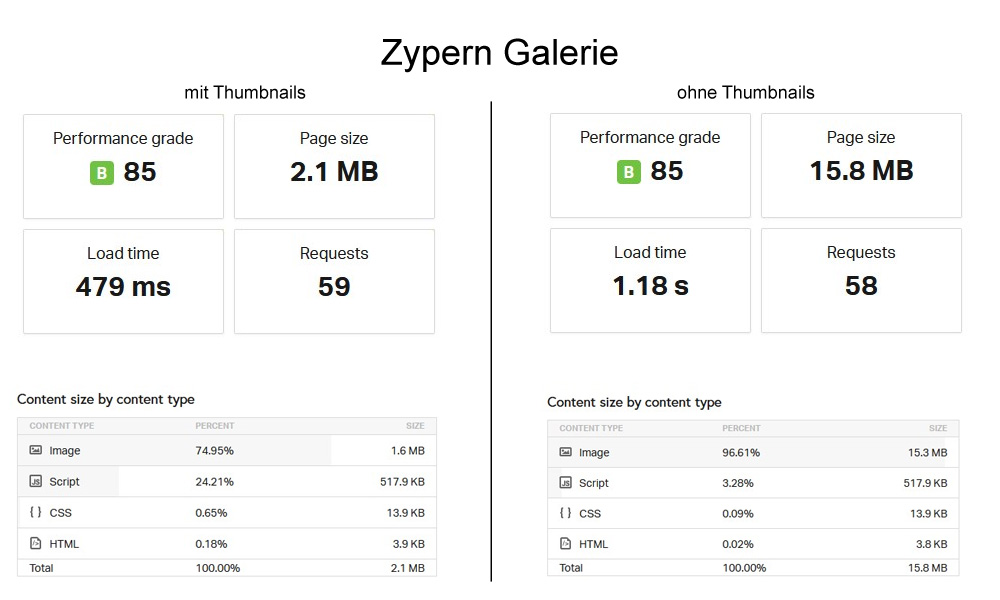 Zypern Galerie
mit Thumbnails
Performance grade
B 85
Page size
2.1 MB
Load time
479 ms
Requests
59
Content size by content type
CONTENT TYPE PERCENT SIZE
Image 74.95% 1.6 MB
JS Script 24.21% 517.9 KB
{ } CSS 0.65% 13.9 KB
HTML 0.18% 3.9 KB
Total 100.00% 2.1 MB
ohne Thumbnails
Performance grade
B 85
Page size
15.8 MB
Load time
1.18 s
Requests
58
Content size by content type
CONTENT TYPE PERCENT SIZE
Image 96.61% 15.3 MB
JS Script 3.28% 517.9 KB
{ } CSS 0.09% 13.9 KB
HTML 0.02% 3.8 KB
Total 100.00% 15.8 MB